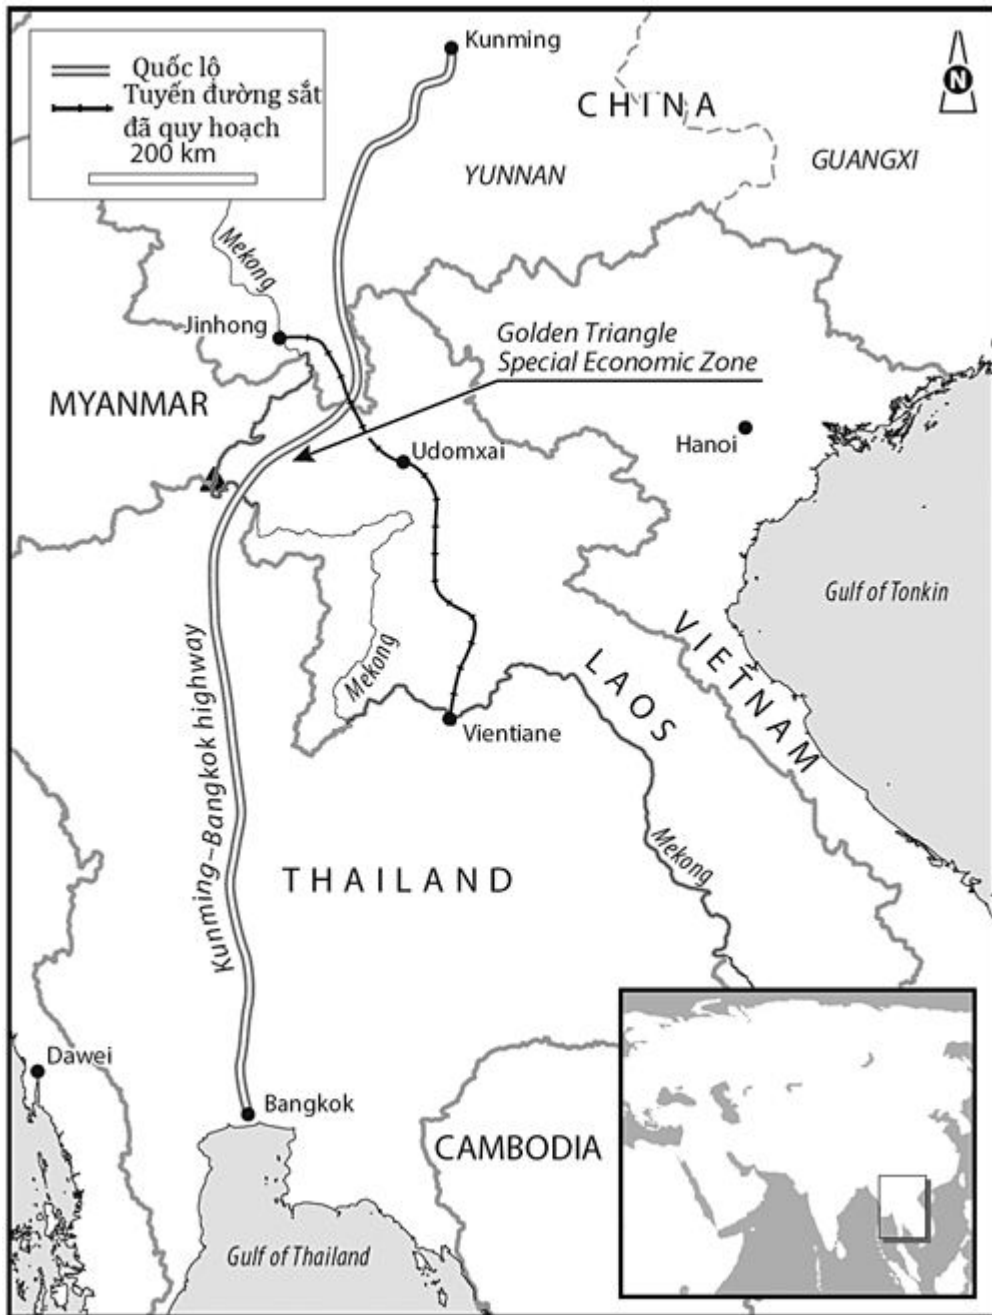 Quốc lộ
Tuyến đường sắt
đã quy hoạch
200 km
Kunming
N
CHINA
YUNNAN
GUANGXI
Mekong
Jinhong
Golden Triangle
Special Economic Zone
MYANMAR
Hanoi
Udomxai
Gulf of Tonkin
VIETNAM
LAOS
Mekong
Vientiane
Kunming–Bangkok highway
THAILAND
Mekong
Dawei
Bangkok
CAMBODIA
Gulf of Thailand